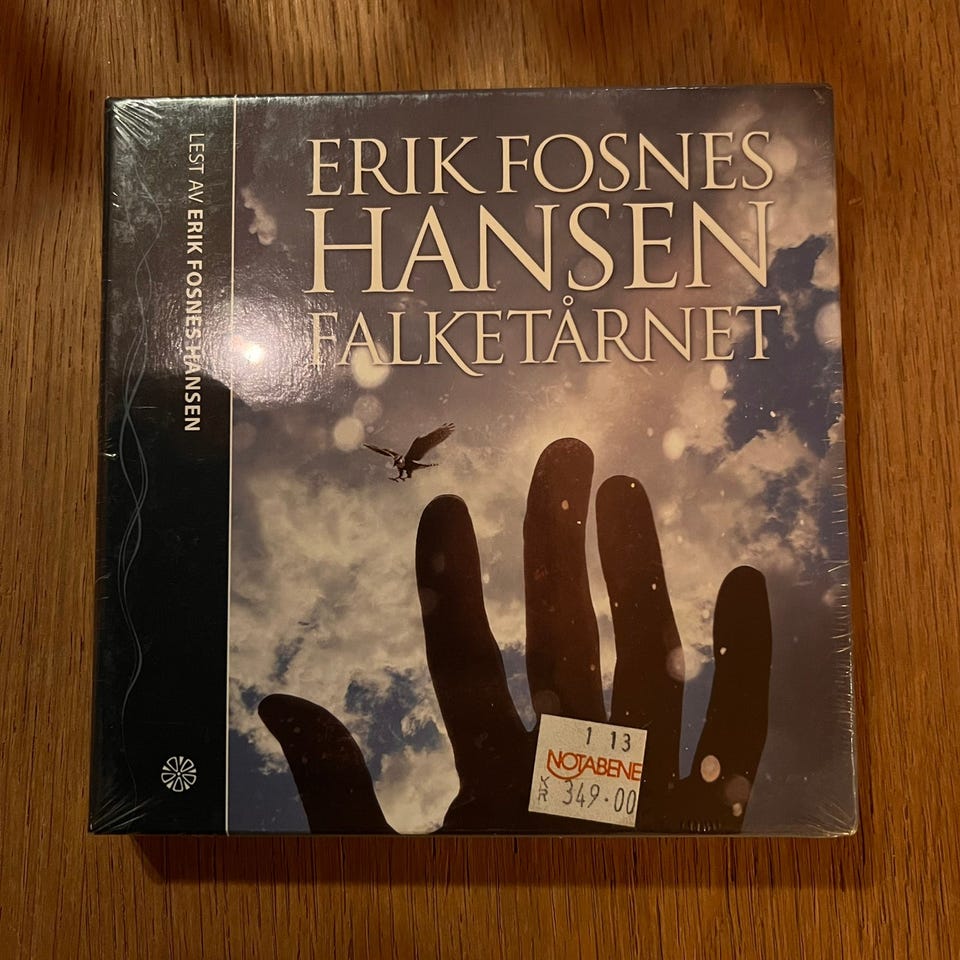 LEST AV ERIK FOSNES HANSEN
ERIK FOSNES
HANSEN
FALKETÅRNET
1 13
NOTABENE
KR 349.00